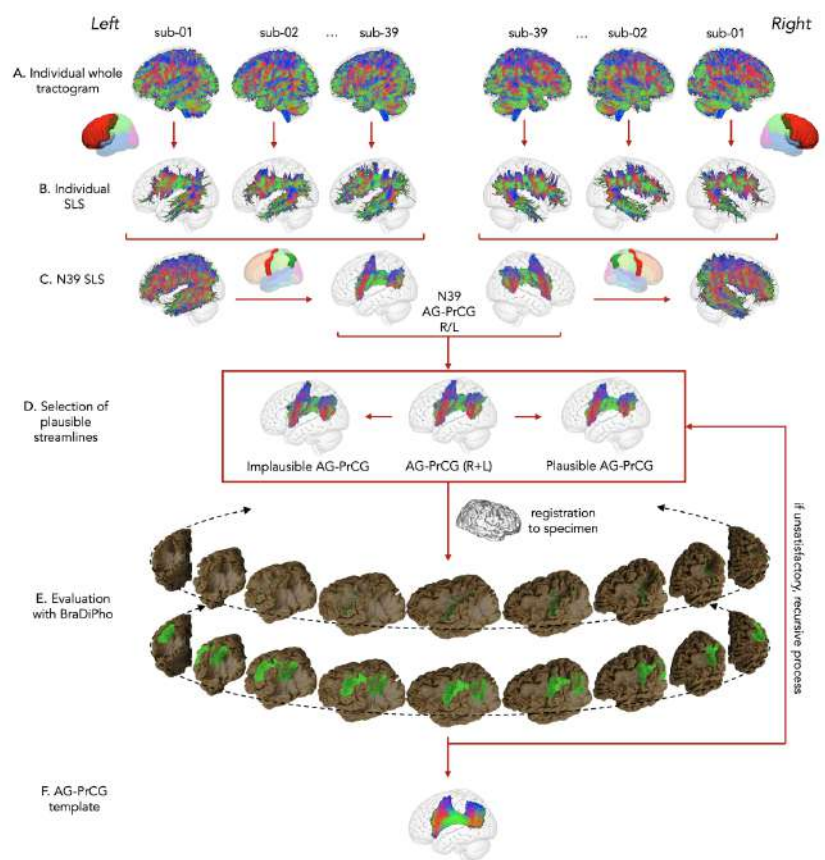 Left
Right
sub-01 sub-02 ... sub-39 sub-39 ... sub-02 sub-01
A. Individual whole
tractogram
B. Individual
SLS
C. N39 SLS
N39
AG-PrCG
R/L
D. Selection of
plausible
streamlines
Implausible AG-PrCG AG-PrCG (R+L) Plausible AG-PrCG
registration
to specimen
if unsatisfactory, recursive process
E. Evaluation
with BraDiPho
F. AG-PrCG
template